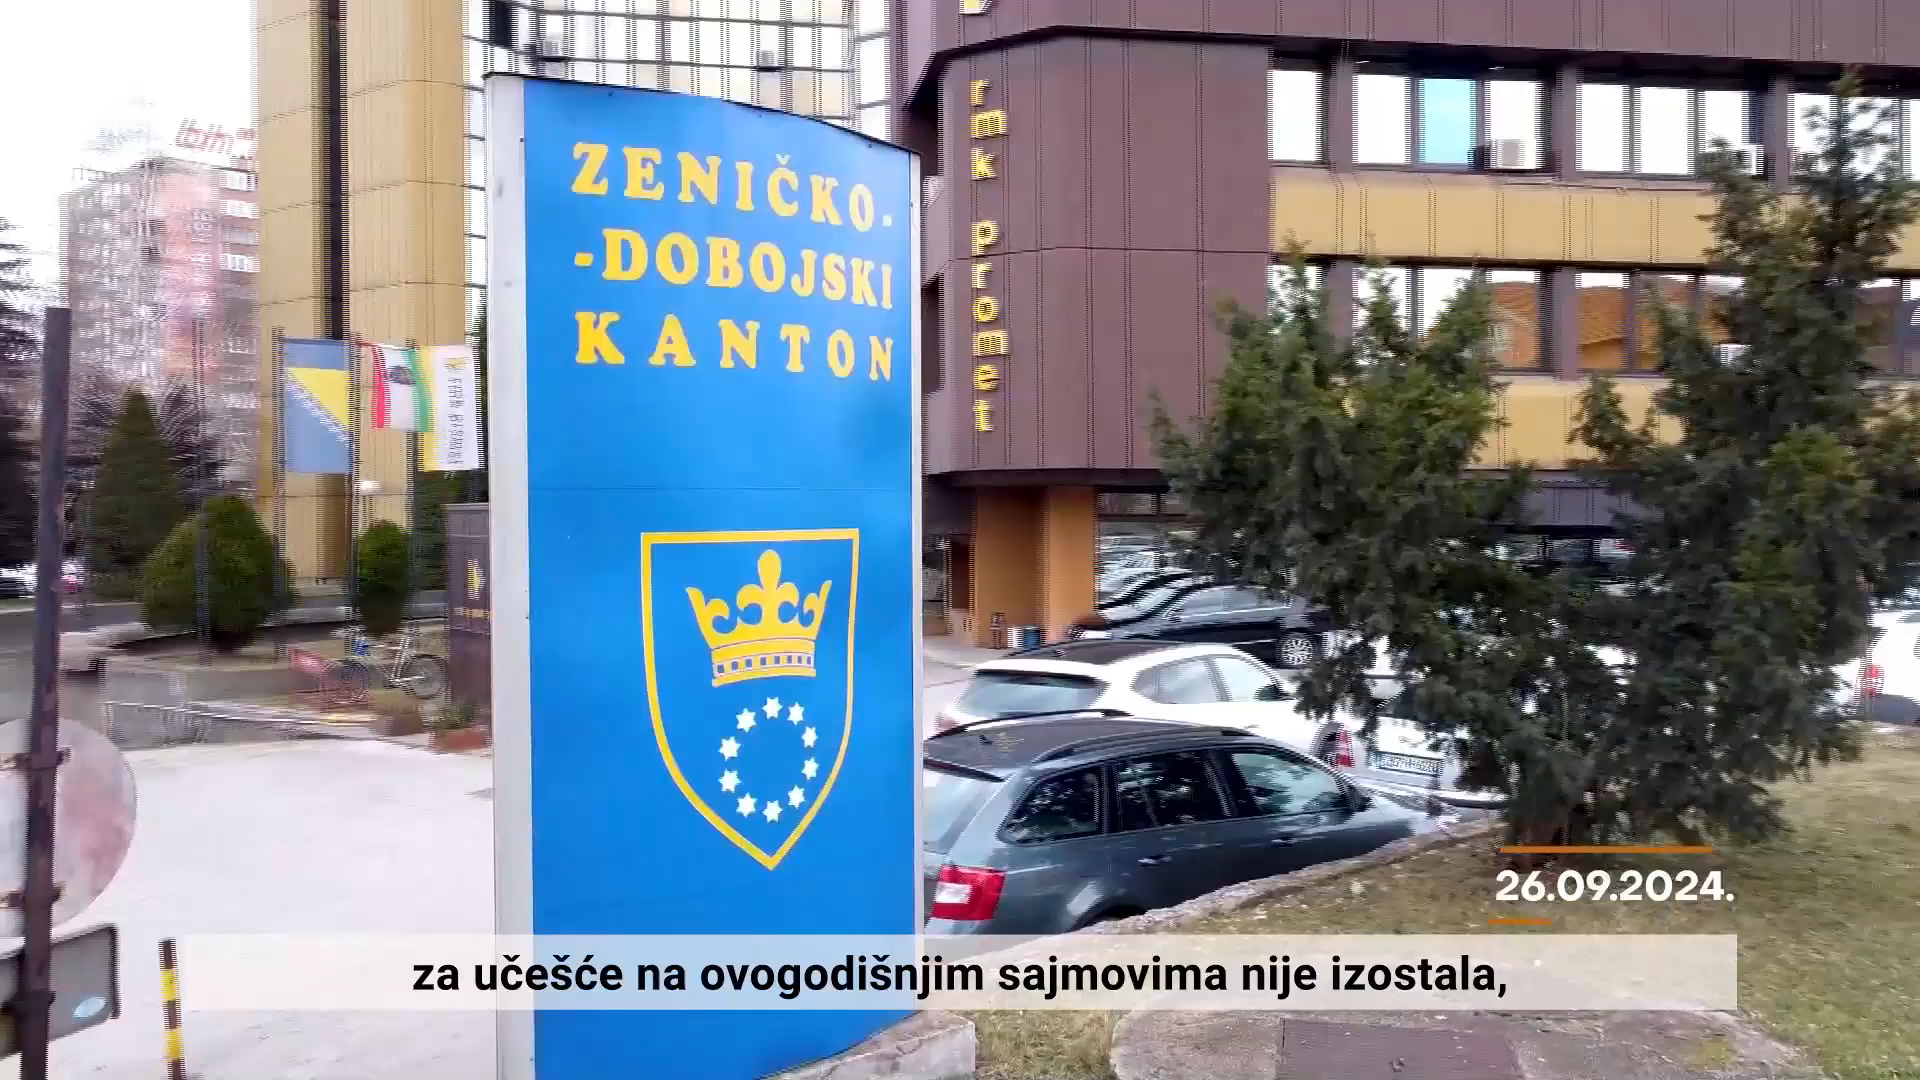 ZENIČKO-
-DOBOJSKI
KANTON
rmk promet
26.09.2024.
za učešće na ovogodišnjim sajmovima nije izostala,